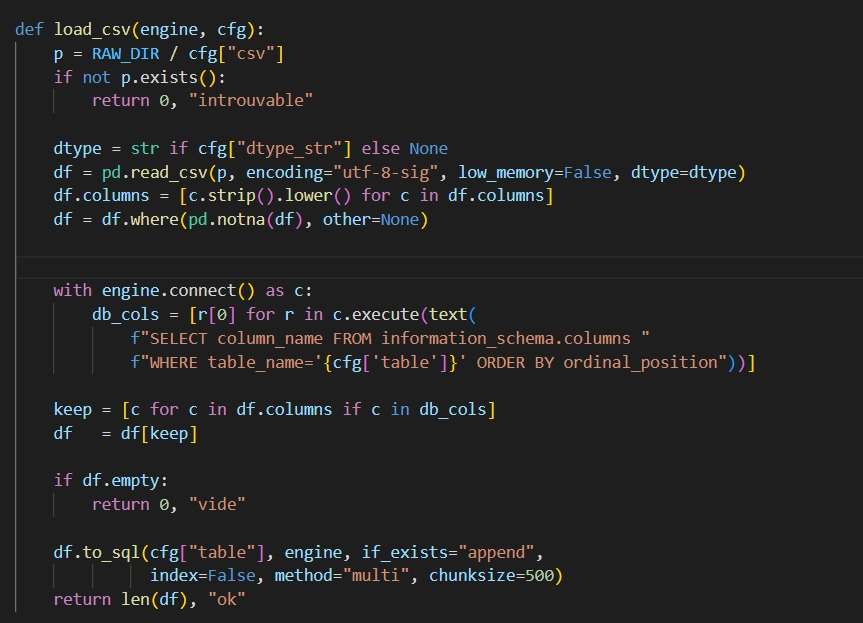 def load_csv(engine, cfg):
    p = RAW_DIR / cfg["csv"]
    if not p.exists():
        return 0, "introuvable"

    dtype = str if cfg["dtype_str"] else None
    df = pd.read_csv(p, encoding="utf-8-sig", low_memory=False, dtype=dtype)
    df.columns = [c.strip().lower() for c in df.columns]
    df = df.where(pd.notna(df), other=None)


    with engine.connect() as c:
        db_cols = [r[0] for r in c.execute(text(
            f"SELECT column_name FROM information_schema.columns "
            f"WHERE table_name='{cfg['table']}' ORDER BY ordinal_position"))]

    keep = [c for c in df.columns if c in db_cols]
    df   = df[keep]

    if df.empty:
        return 0, "vide"

    df.to_sql(cfg["table"], engine, if_exists="append",
              index=False, method="multi", chunksize=500)
    return len(df), "ok"